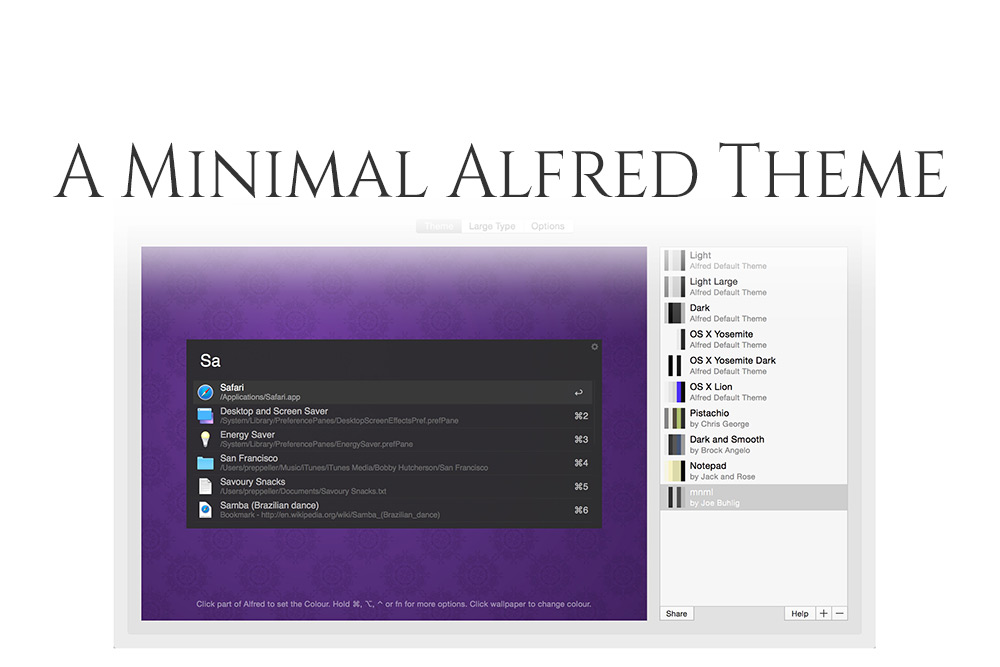 A Minimal Alfred Theme
Theme Large Type Options
Sa
Safari
/Applications/Safari.app
Desktop and Screen Saver
/System/Library/PreferencePanes/DesktopScreenEffectsPref.prefPane
⌘2
Energy Saver
/System/Library/PreferencePanes/EnergySaver.prefPane
⌘3
San Francisco
/Users/preppeller/Music/iTunes/iTunes Media/Bobby Hutcherson/San Francisco
⌘4
Savoury Snacks
/Users/preppeller/Documents/Savoury Snacks.txt
⌘5
Samba (Brazilian dance)
Bookmark - http://en.wikipedia.org/wiki/Samba_(Brazilian_dance)
⌘6
Click part of Alfred to set the Colour. Hold ⌘, ⌥, ^ or fn for more options. Click wallpaper to change colour.
Light
Alfred Default Theme
Light Large
Alfred Default Theme
Dark
Alfred Default Theme
OS X Yosemite
Alfred Default Theme
OS X Yosemite Dark
Alfred Default Theme
OS X Lion
Alfred Default Theme
Pistachio
by Chris George
Dark and Smooth
by Brock Angelo
Notepad
by Jack and Rose
mnml
by Joe Buhlig
Share Help + −